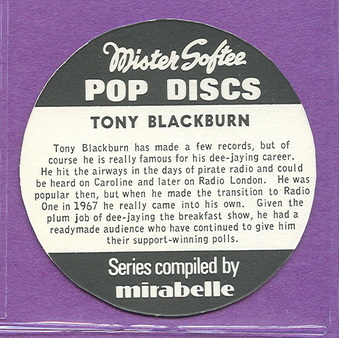 Mister Softee
POP DISCS
TONY BLACKBURN
Tony Blackburn has made a few records, but of
course he is really famous for his dee-jaying career.
He hit the airways in the days of pirate radio and could
be heard on Caroline and later on Radio London. He was
popular then, but when he made the transition to Radio
One in 1967 he really came into his own. Given the
plum job of dee-jaying the breakfast show, he had a
readymade audience who have continued to give him
their support-winning polls.
Series compiled by
mirabelle